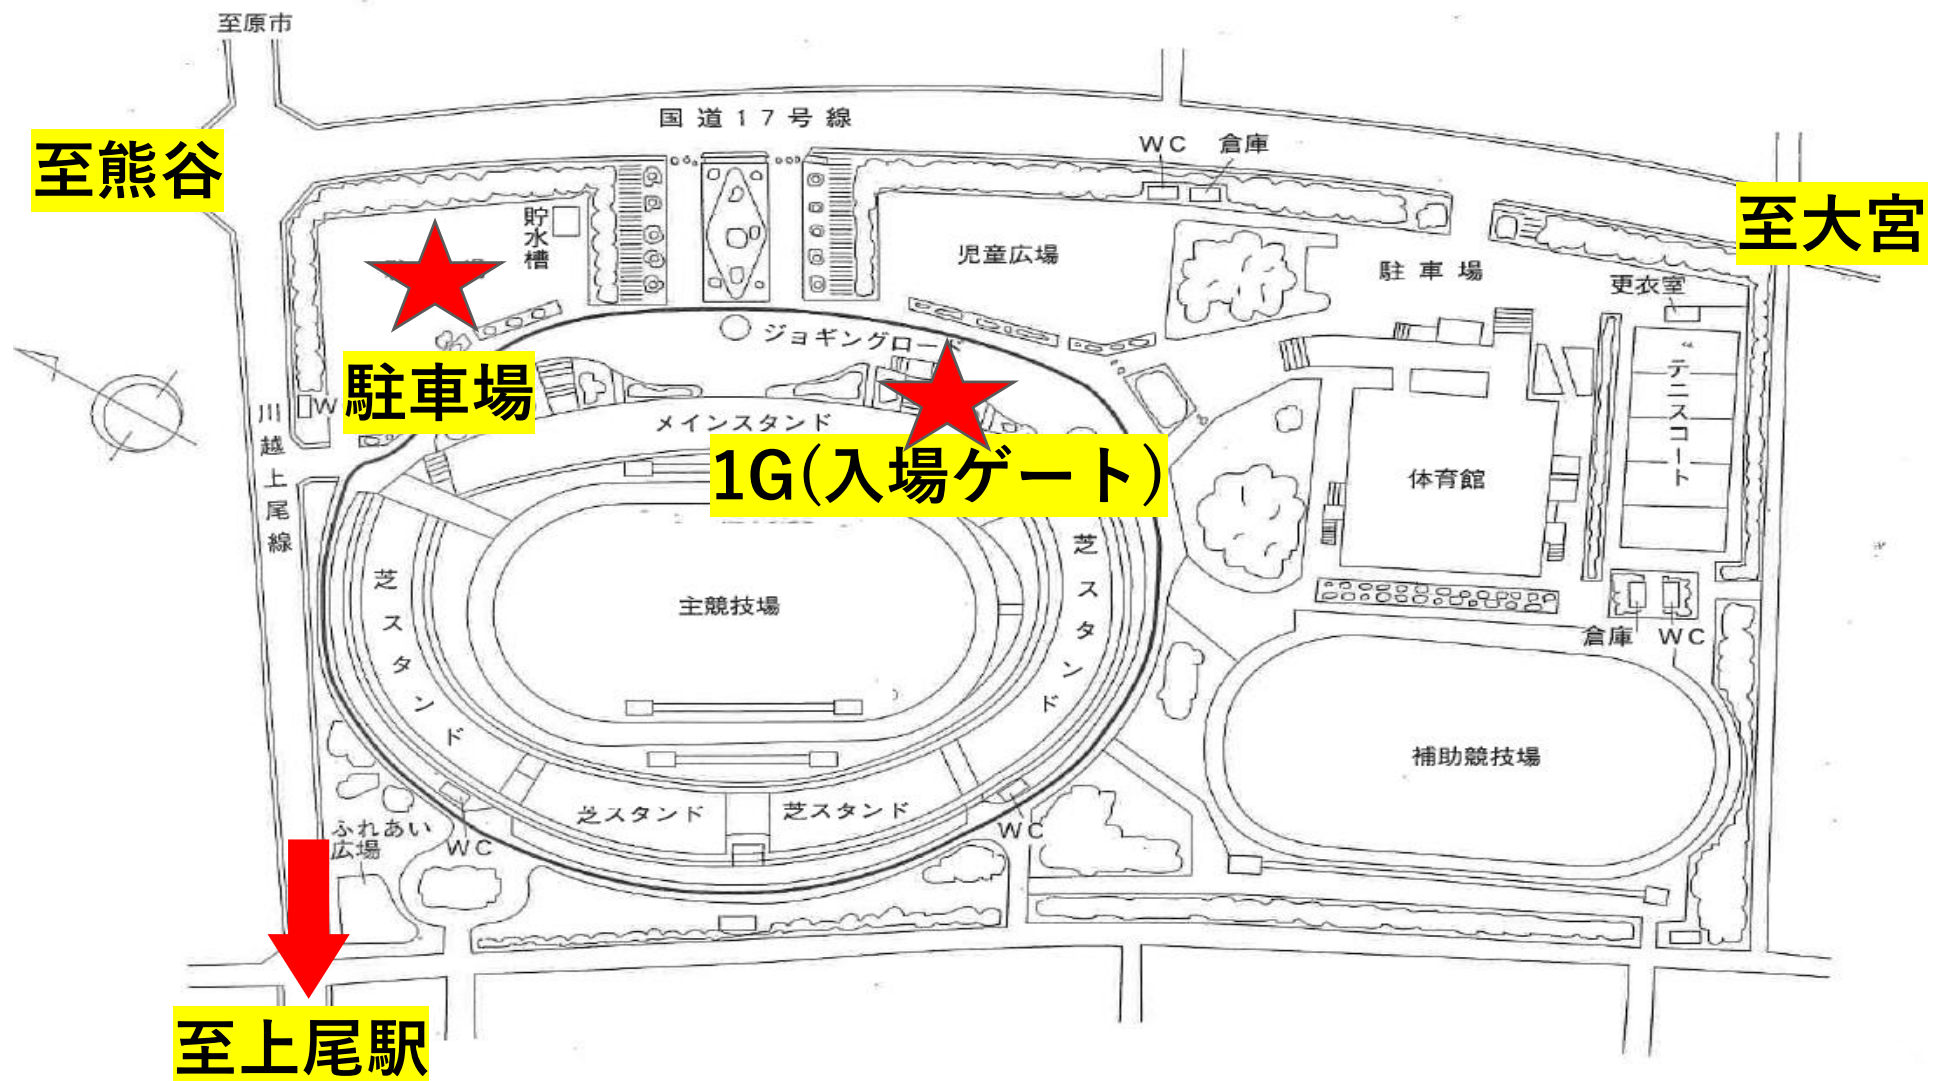 至原市
国道17号線
至熊谷
WC
倉庫
至大宮
貯水槽
児童広場
駐車場
更衣室
ジョギングロード
駐車場
川越上尾線
W
メインスタンド
1G(入場ゲート)
テニスコート
体育館
芝スタンド
芝スタンド
主競技場
倉庫
WC
補助競技場
芝スタンド
芝スタンド
ふれあい
広場
WC
WC
至上尾駅